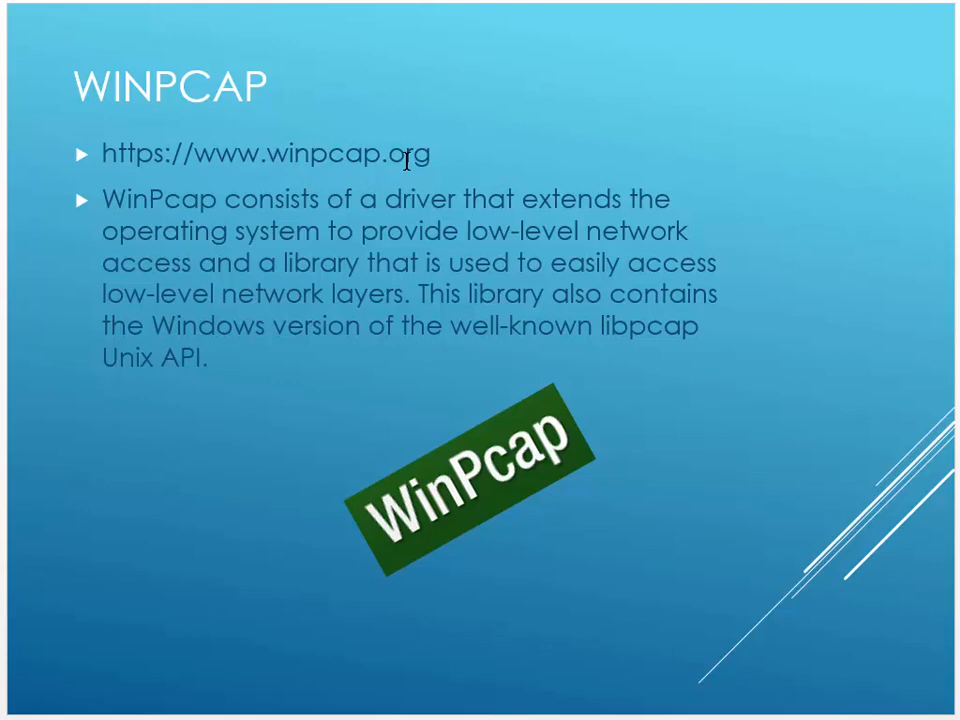 WINPCAP
https://www.winpcap.org
WinPcap consists of a driver that extends the
operating system to provide low-level network
access and a library that is used to easily access
low-level network layers. This library also contains
the Windows version of the well-known libpcap
Unix API.
WinPcap